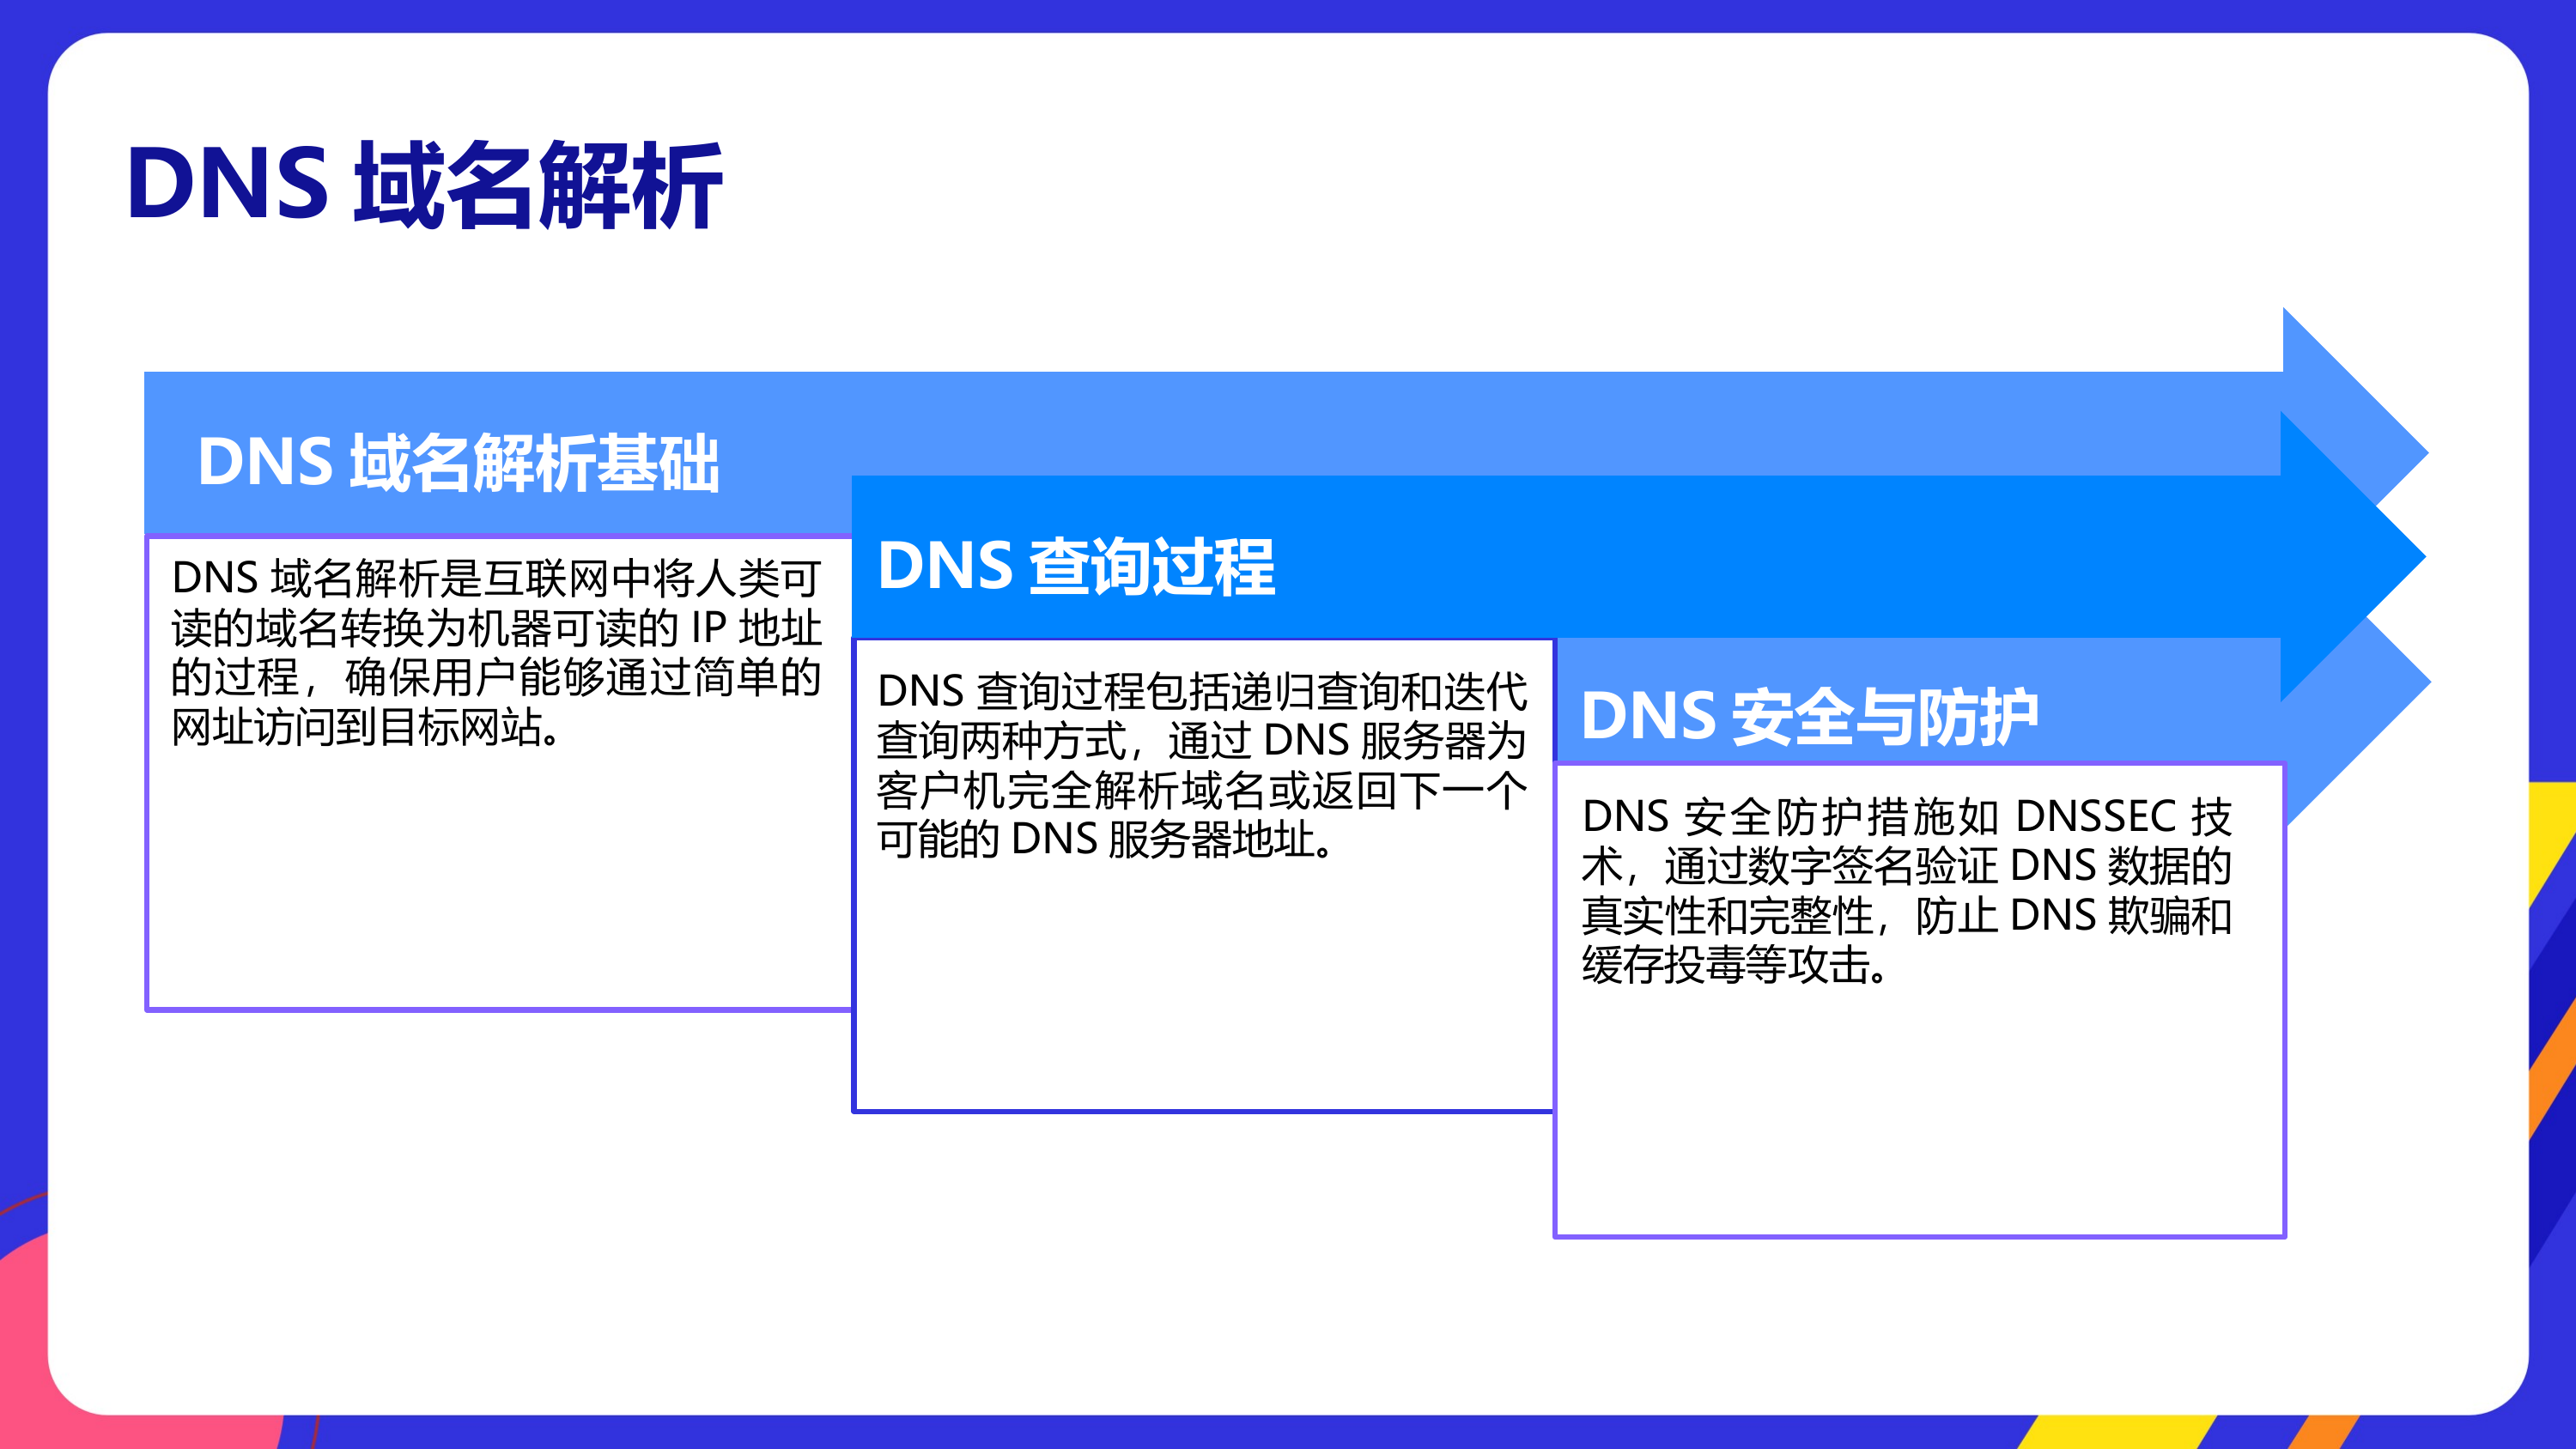 DNS 域名解析
DNS 域名解析基础
DNS 域名解析是互联网中将人类可
读的域名转换为机器可读的 IP 地址
的过程，确保用户能够通过简单的
网址访问到目标网站。
DNS 查询过程
DNS 查询过程包括递归查询和迭代
查询两种方式，通过 DNS 服务器为
客户机完全解析域名或返回下一个
可能的 DNS 服务器地址。
DNS 安全与防护
DNS 安全防护措施如 DNSSEC 技
术，通过数字签名验证 DNS 数据的
真实性和完整性，防止 DNS 欺骗和
缓存投毒等攻击。